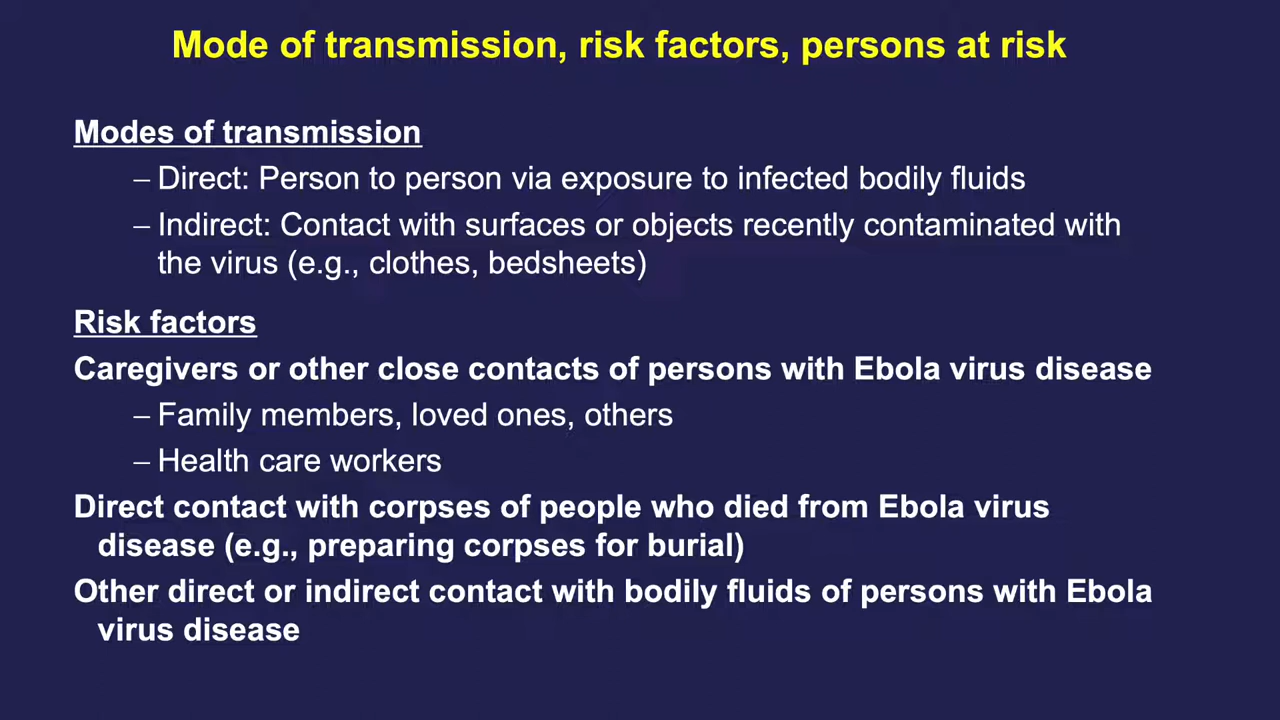 Mode of transmission, risk factors, persons at risk
Modes of transmission
– Direct: Person to person via exposure to infected bodily fluids
– Indirect: Contact with surfaces or objects recently contaminated with
the virus (e.g., clothes, bedsheets)
Risk factors
Caregivers or other close contacts of persons with Ebola virus disease
– Family members, loved ones, others
– Health care workers
Direct contact with corpses of people who died from Ebola virus
disease (e.g., preparing corpses for burial)
Other direct or indirect contact with bodily fluids of persons with Ebola
virus disease